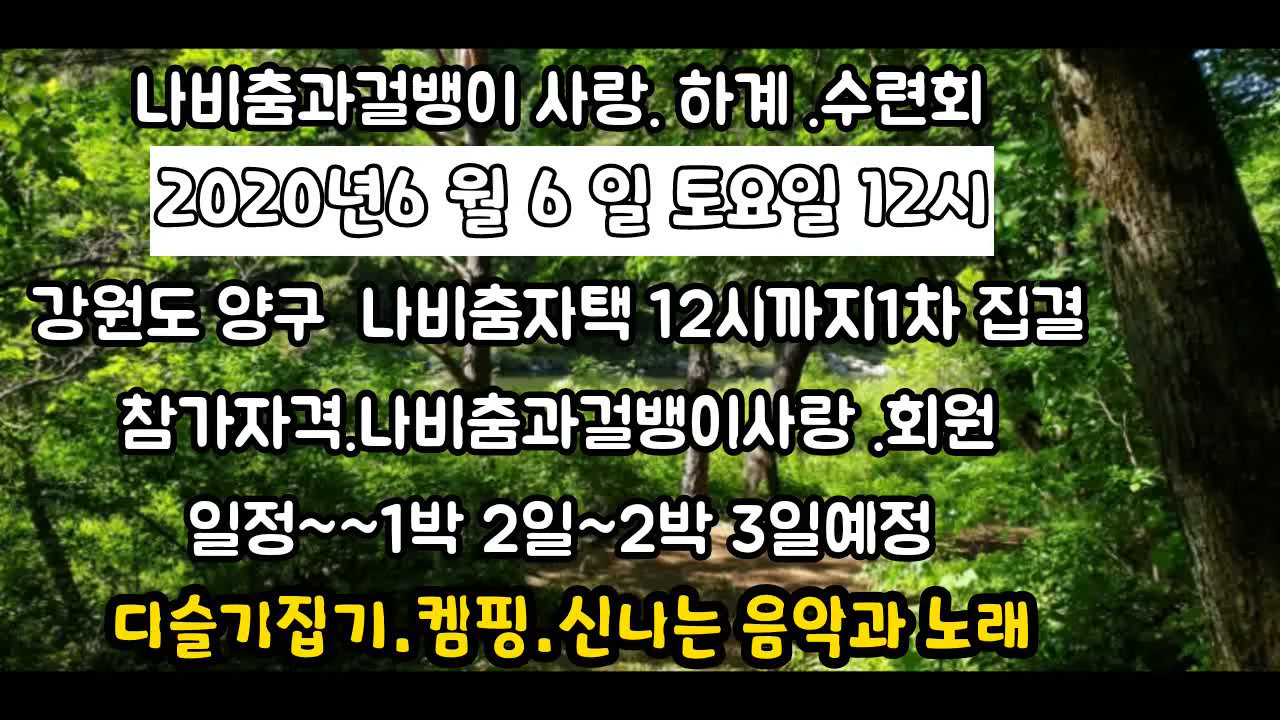 나비춤과걸뱅이 사랑. 하계 .수련회
2020년6 월 6 일 토요일 12시
강원도 양구 나비춤자택 12시까지1차 집결
참가자격.나비춤과걸뱅이사랑 .회원
일정~~1박 2일~2박 3일예정
디슬기집기.켐핑.신나는 음악과 노래